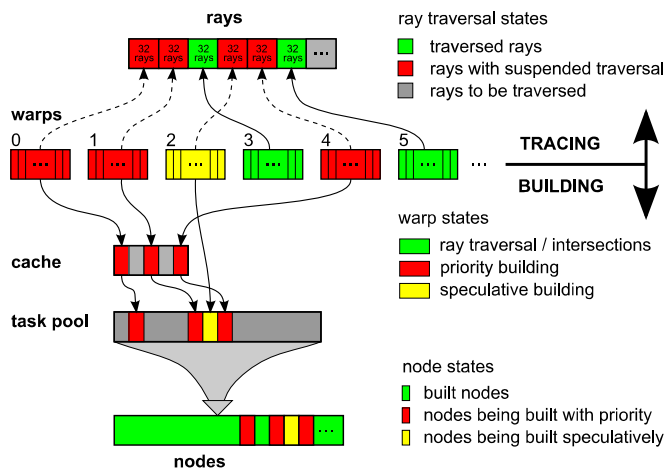 rays
ray traversal states
32 rays 32 rays 32 rays 32 rays 32 rays 32 rays ...
traversed rays
rays with suspended traversal
rays to be traversed
warps
0 1 2 3 4 5
... ... ... ... ... ... ...
TRACING
BUILDING
warp states
ray traversal / intersections
priority building
speculative building
cache
task pool
node states
built nodes
nodes being built with priority
nodes being built speculatively
...
nodes